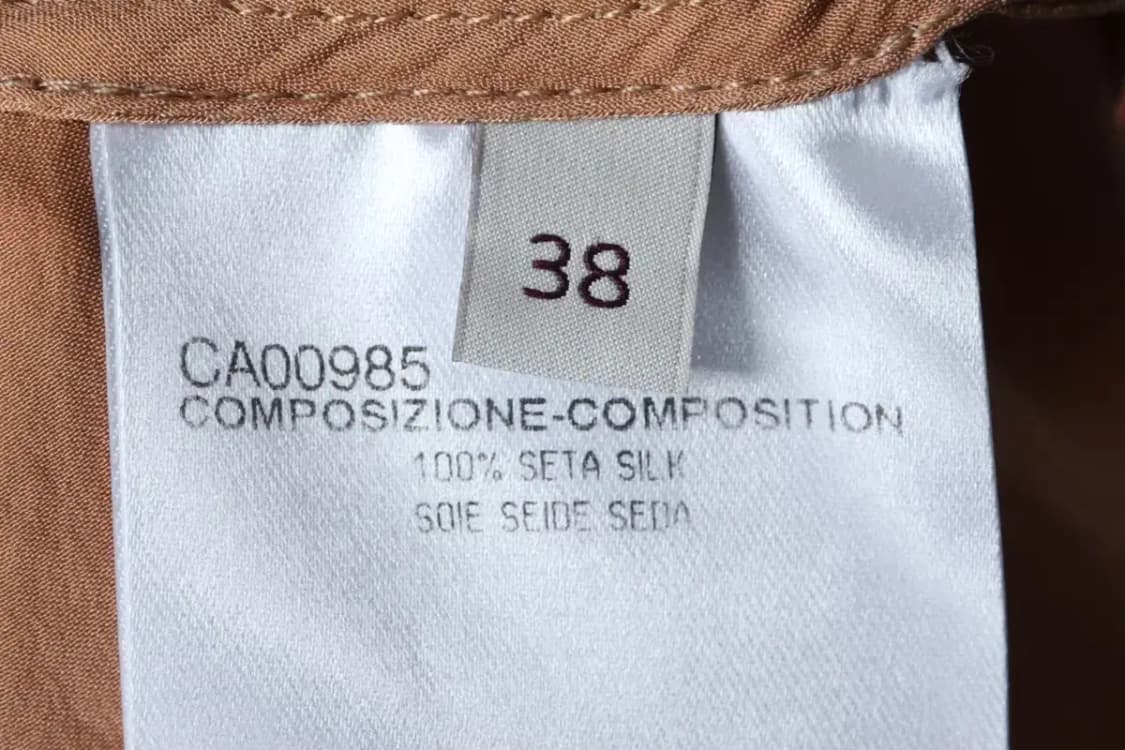 38
CA00985
COMPOSIZIONE-COMPOSITION
100% SETA SILK
SOIE SEIDE SEDA